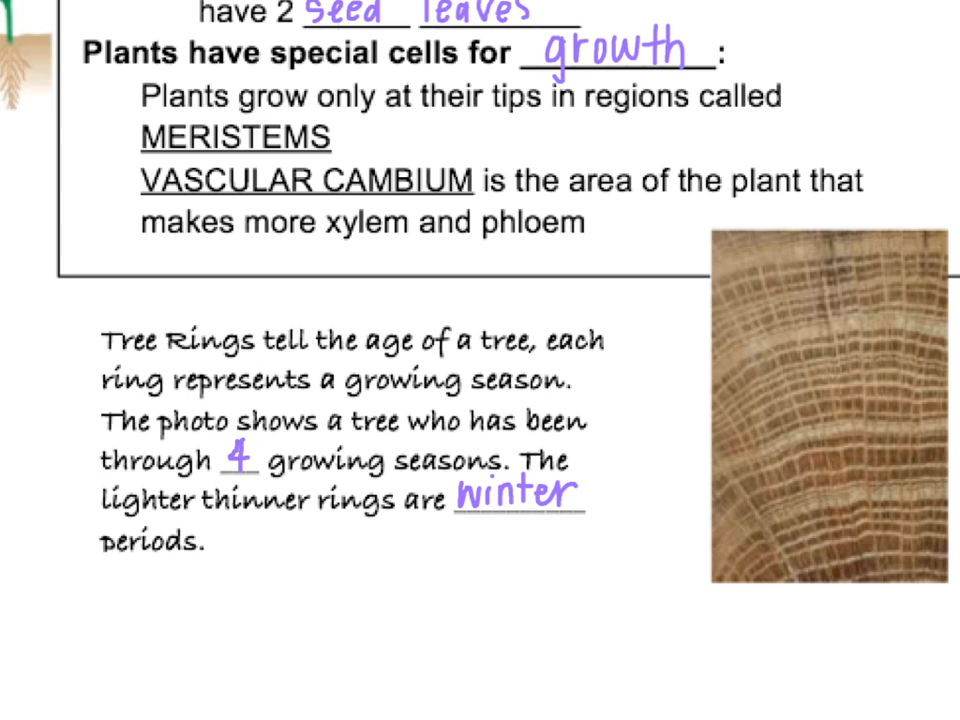 have 2 seed leaves
Plants have special cells for growth:
Plants grow only at their tips in regions called
MERISTEMS
VASCULAR CAMBIUM is the area of the plant that
makes more xylem and phloem
Tree Rings tell the age of a tree, each
ring represents a growing season.
The photo shows a tree who has been
through 4 growing seasons. The
lighter thinner rings are winter
periods.